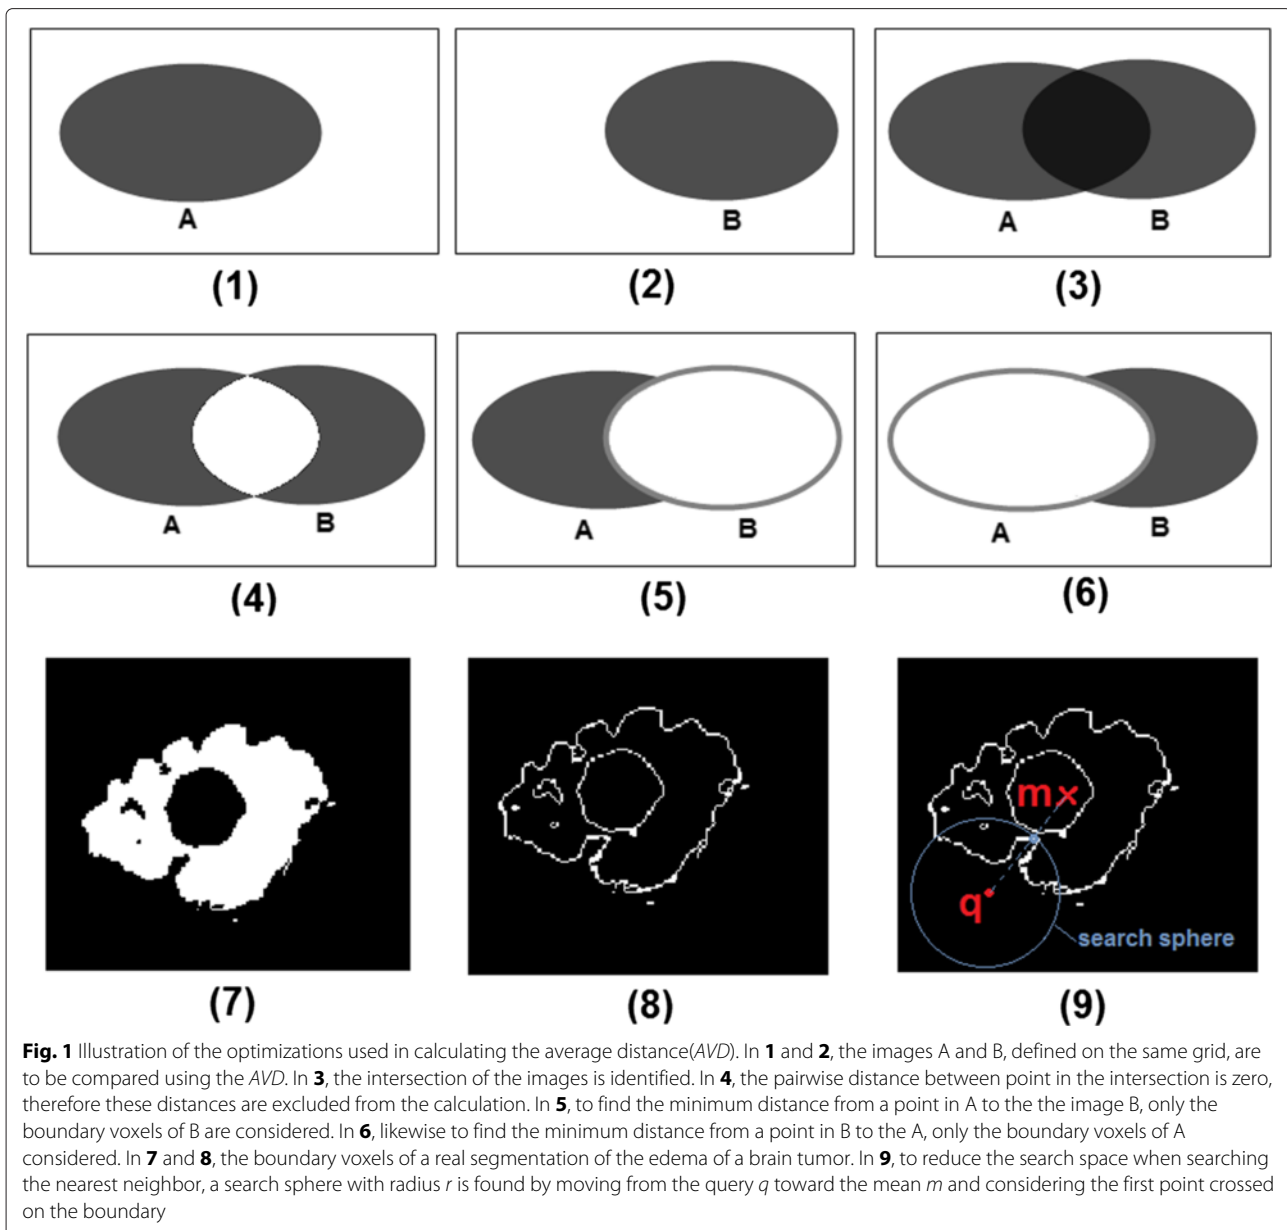 A
(1)
B
(2)
A B
(3)
A B
(4)
A B
(5)
A B
(6)
(7)
(8)
m
q
search sphere
(9)
Fig. 1 Illustration of the optimizations used in calculating the average distance(AVD). In 1 and 2, the images A and B, defined on the same grid, are
to be compared using the AVD. In 3, the intersection of the images is identified. In 4, the pairwise distance between point in the intersection is zero,
therefore these distances are excluded from the calculation. In 5, to find the minimum distance from a point in A to the the image B, only the
boundary voxels of B are considered. In 6, likewise to find the minimum distance from a point in B to the A, only the boundary voxels of A
considered. In 7 and 8, the boundary voxels of a real segmentation of the edema of a brain tumor. In 9, to reduce the search space when searching
the nearest neighbor, a search sphere with radius r is found by moving from the query q toward the mean m and considering the first point crossed
on the boundary